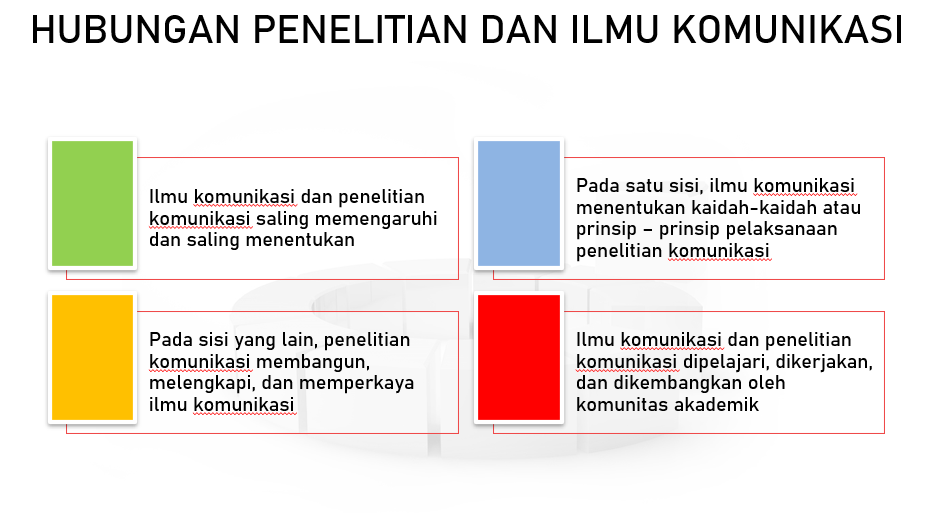 HUBUNGAN PENELITIAN DAN ILMU KOMUNIKASI
Ilmu komunikasi dan penelitian
komunikasi saling memengaruhi
dan saling menentukan
Pada satu sisi, ilmu komunikasi
menentukan kaidah-kaidah atau
prinsip – prinsip pelaksanaan
penelitian komunikasi
Pada sisi yang lain, penelitian
komunikasi membangun,
melengkapi, dan memperkaya
ilmu komunikasi
Ilmu komunikasi dan penelitian
komunikasi dipelajari, dikerjakan,
dan dikembangkan oleh
komunitas akademik